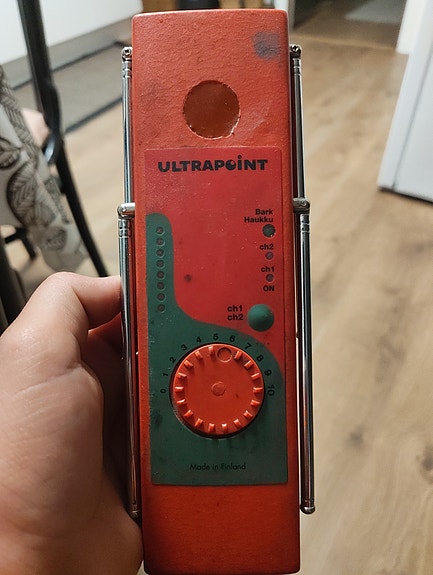 ULTRAPOINT
Bark
Haukku
ch2
ch1
ON
ch1
ch2
0 1 2 3 4 5 6 7 8 9 10
Made in Finland